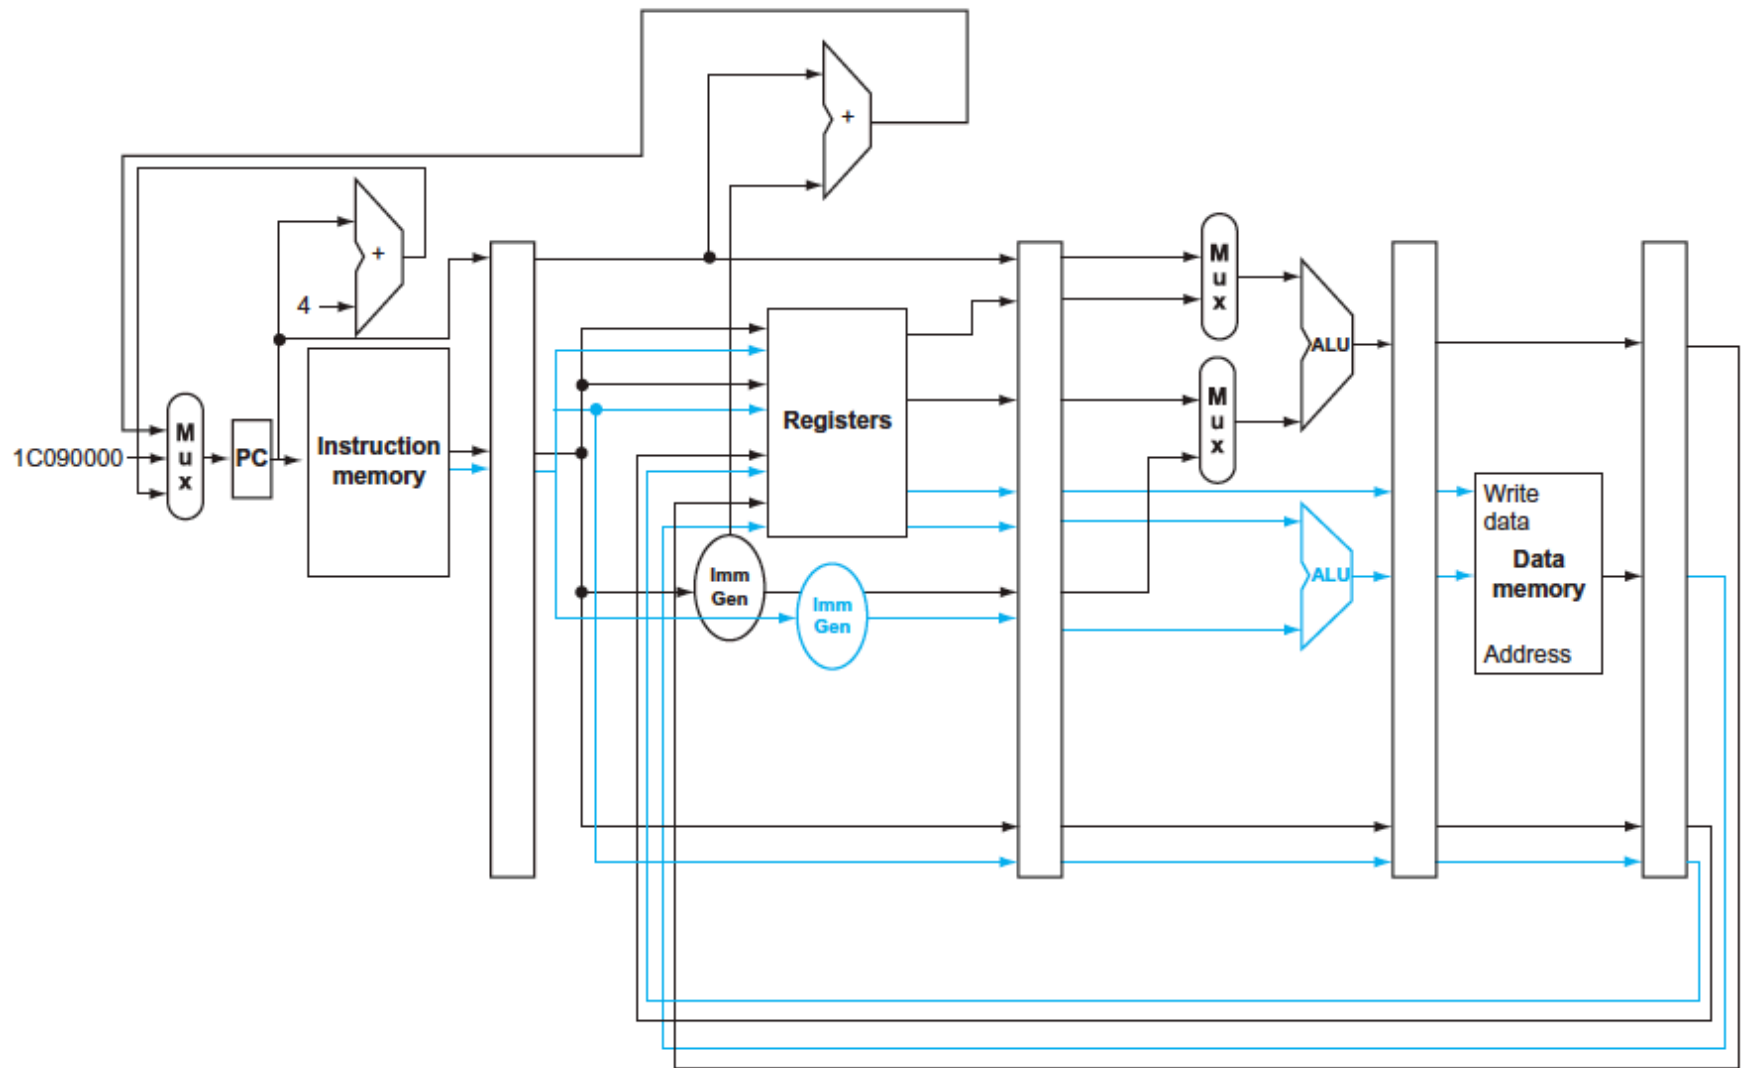 +
+
4
M
u
x
M
u
x
ALU
M
u
x
1C090000
PC
Instruction
memory
Registers
Write
data
Data
memory
Address
Imm
Gen
Imm
Gen
ALU